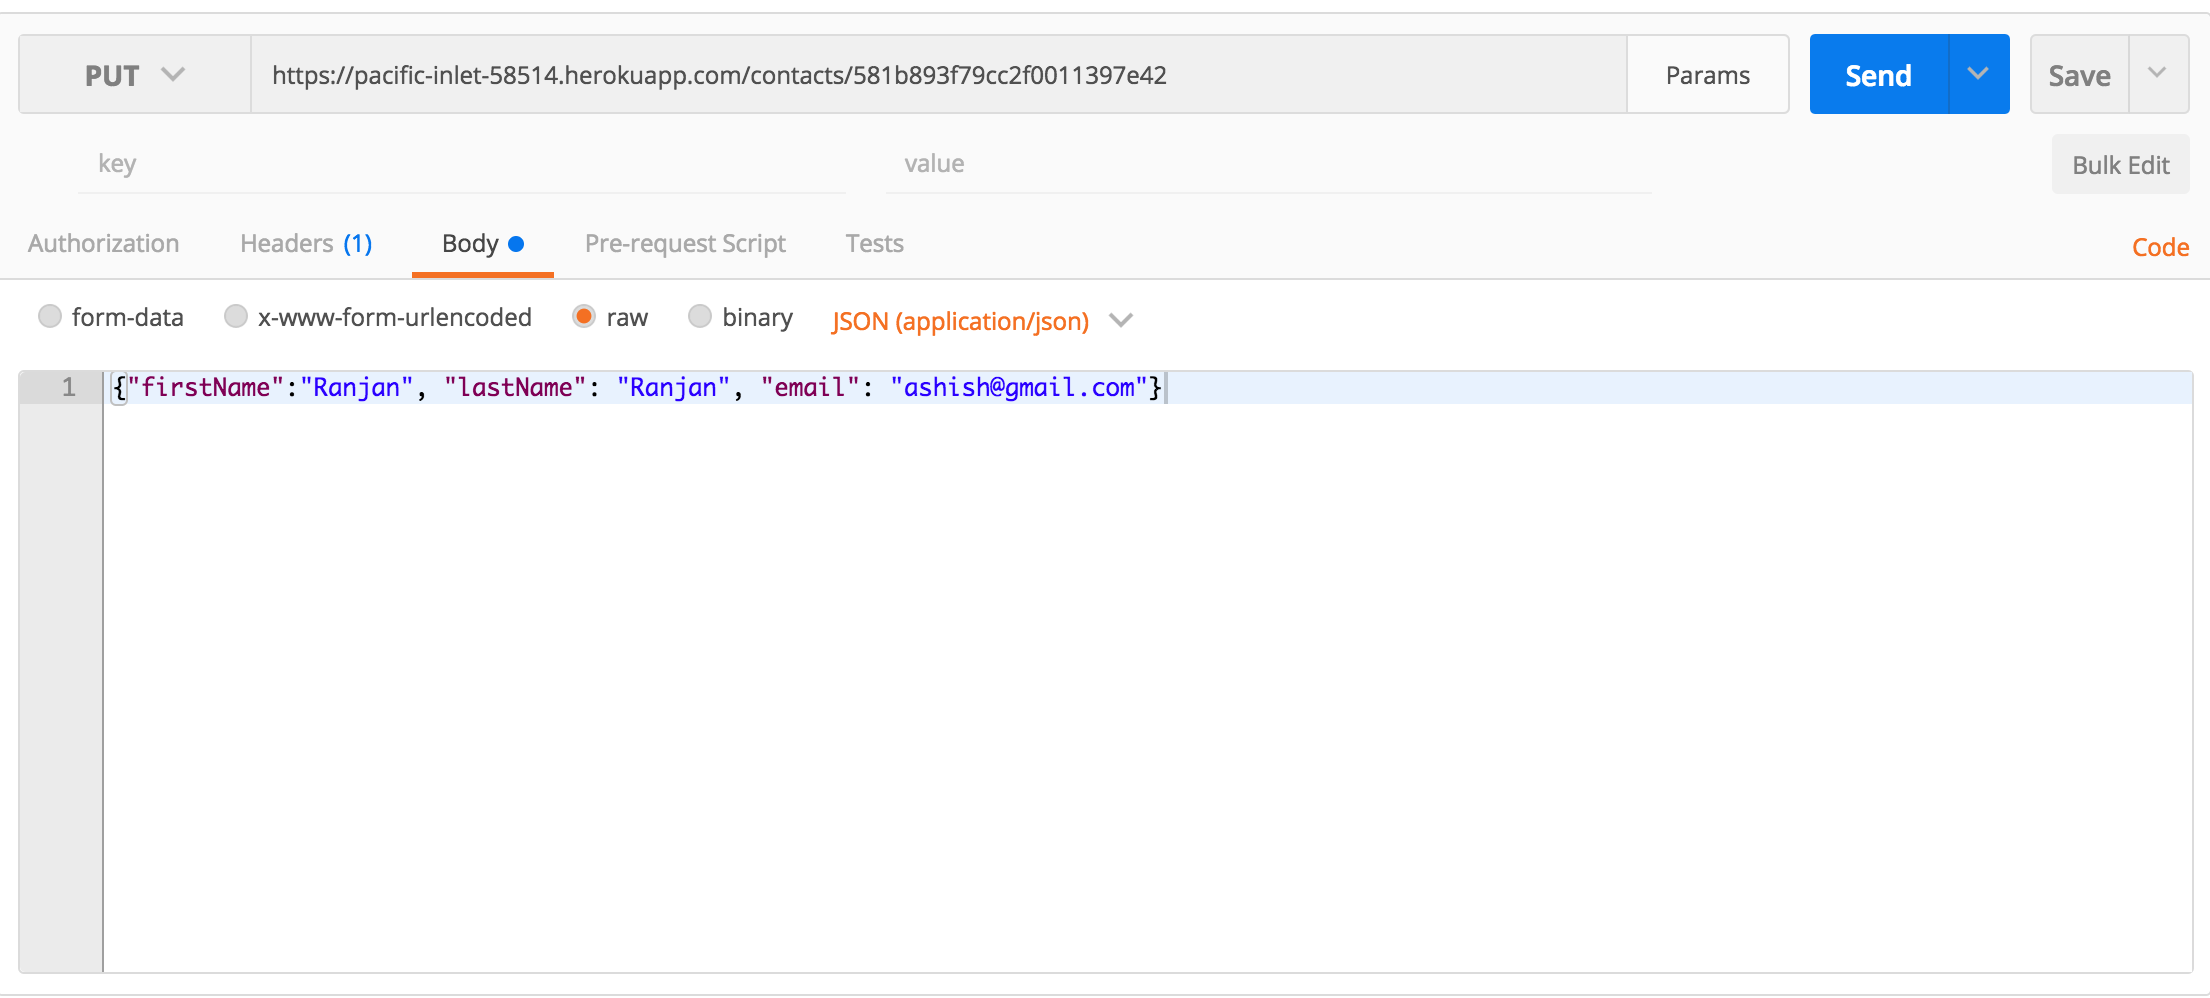 PUT https://pacific-inlet-58514.herokuapp.com/contacts/581b893f79cc2f0011397e42 Params Send Save
key value Bulk Edit
Authorization Headers (1) Body Pre-request Script Tests Code
form-data x-www-form-urlencoded raw binary JSON (application/json)
1 {"firstName":"Ranjan", "lastName": "Ranjan", "email": "ashish@gmail.com"}